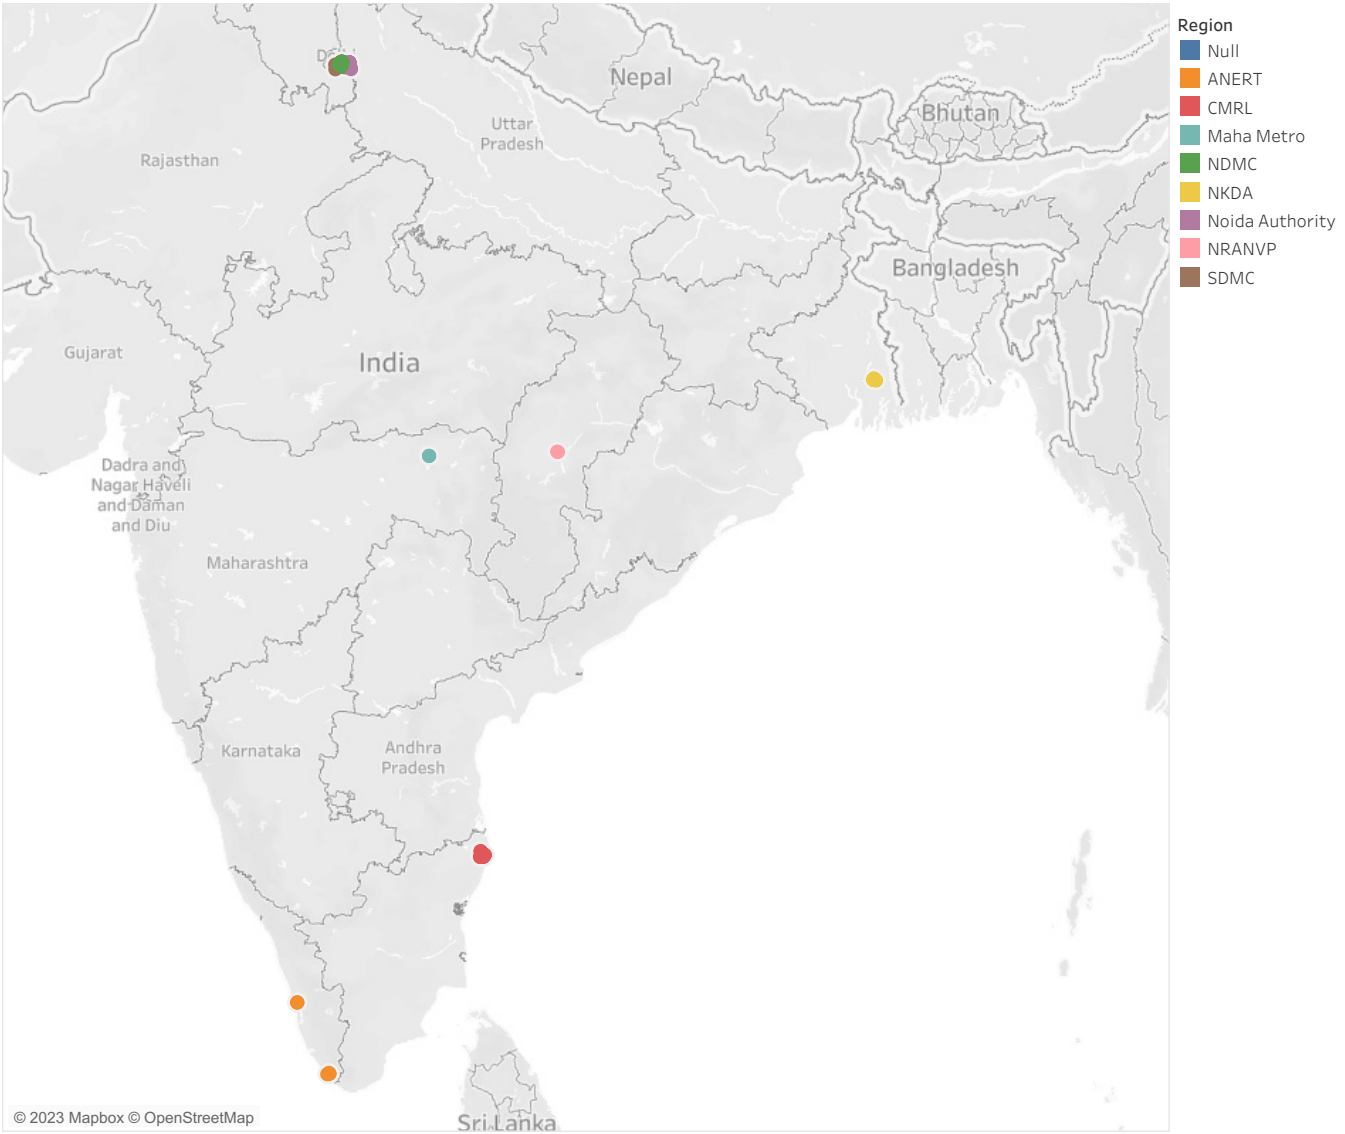 Region
Null
ANERT
CMRL
Maha Metro
NDMC
NKDA
Noida Authority
NRANVP
SDMC
Nepal
Bhutan
Uttar
Pradesh
Rajasthan
Bangladesh
Gujarat
India
Dadra and
Nagar Haveli
and Daman
and Diu
Maharashtra
Karnataka
Andhra
Pradesh
Sri Lanka
© 2023 Mapbox © OpenStreetMap